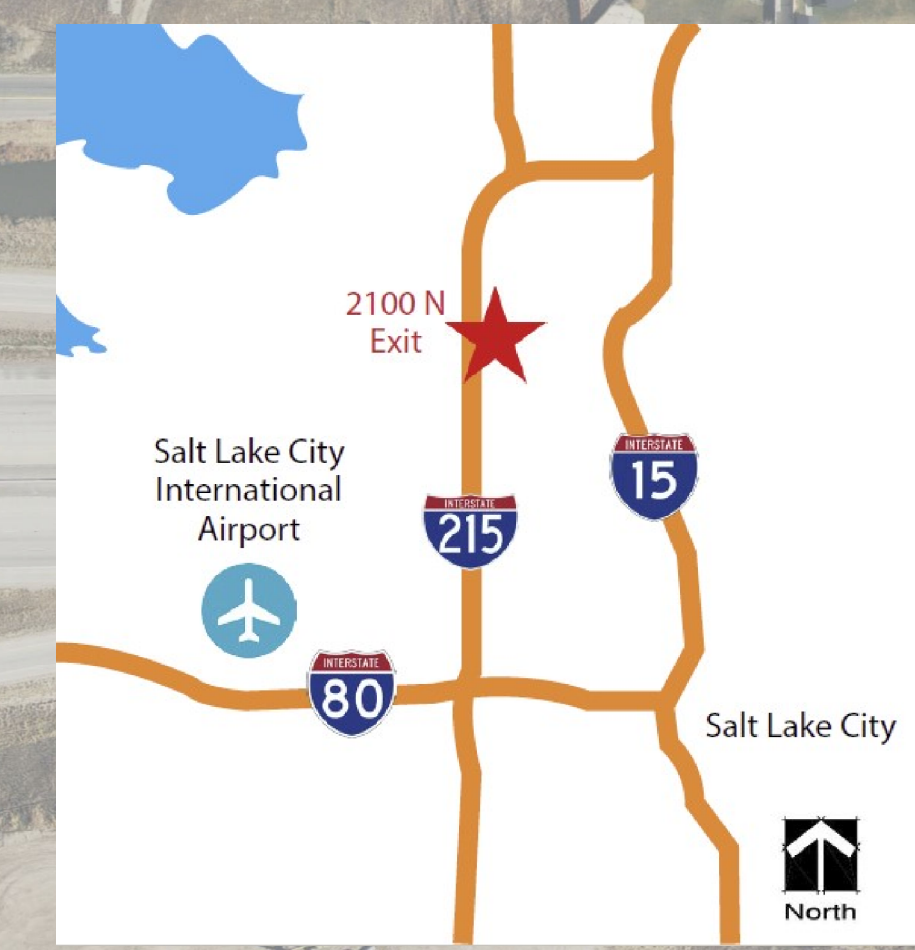 2100 N
Exit
Salt Lake City
International
Airport
INTERSTATE
15
INTERSTATE
215
INTERSTATE
80
Salt Lake City
North